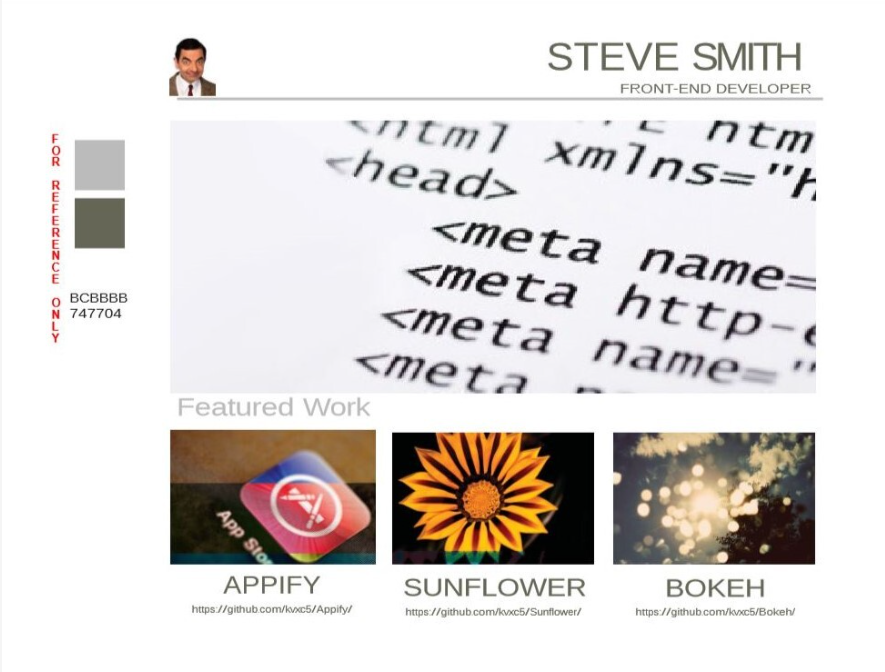 STEVE SMITH
FRONT-END DEVELOPER
FOR REFERENCE ONLY
BCBBBB
747704
<html
html
xmlns="h
<head>
<meta name=
<meta http-e
<meta name="
<meta
Featured Work
App Sto
APPIFY
SUNFLOWER
BOKEH
https://github.com/kvxc5/Appify/
https://github.com/kvxc5/Sunflower/
https://github.com/kvxc5/Bokeh/